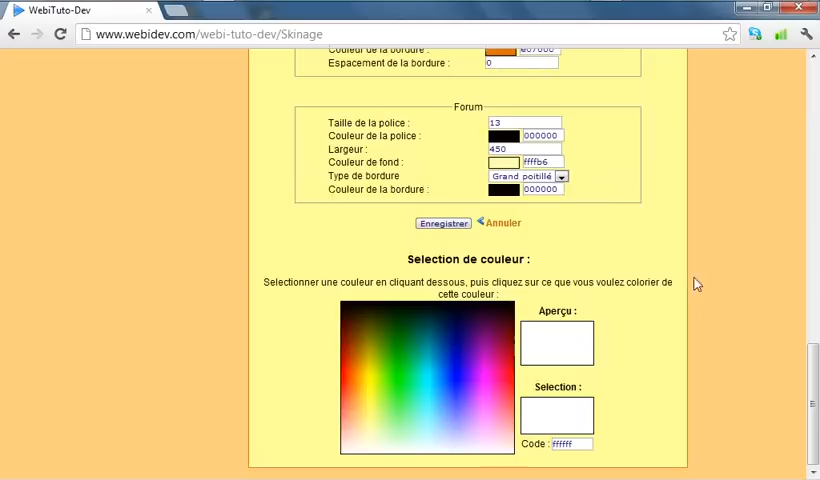 WebiTuto-Dev
www.webidev.com/webi-tuto-dev/Skinage
Couleur de la bordure : e07000
Espacement de la bordure : 0
Forum
Taille de la police : 13
Couleur de la police : 000000
Largeur : 450
Couleur de fond : ffffb6
Type de bordure Grand poitillé
Couleur de la bordure : 000000
Enregistrer Annuler
Selection de couleur :
Selectionner une couleur en cliquant dessous, puis cliquez sur ce que vous voulez colorier de
cette couleur :
Aperçu :
Selection :
Code : ffffff